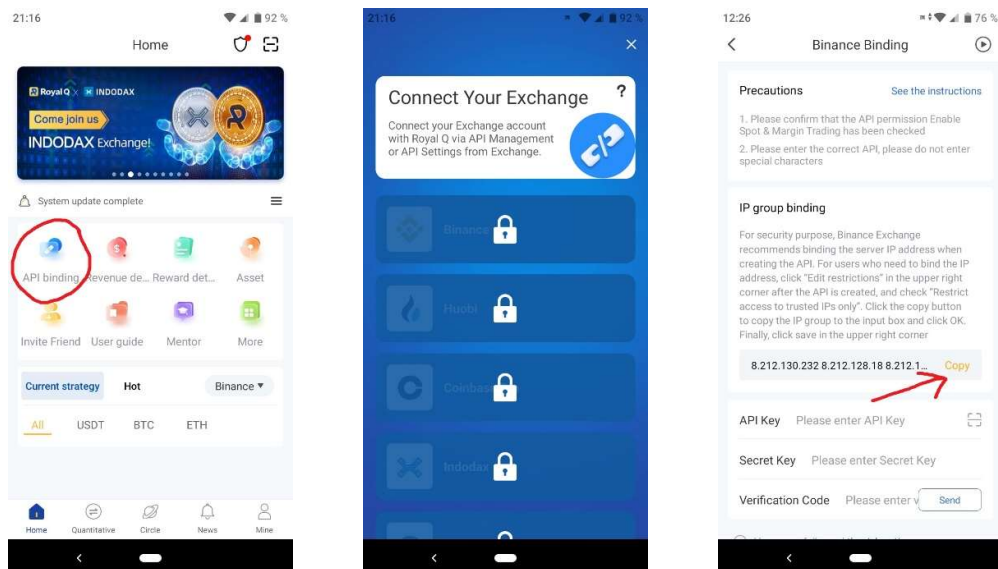 21:16
92 %
Home
Royal Q X INDODAX
Come join us
INDODAX Exchange!
System update complete
API binding
Revenue de...
Reward det...
Asset
Invite Friend
User guide
Mentor
More
Current strategy
Hot
Binance ▼
All
USDT
BTC
ETH
Home
Quantitative
Circle
News
Mine
21:16
92 %
×
Connect Your Exchange
?
Connect your Exchange account
with Royal Q via API Management
or API Settings from Exchange.
Binance
Huobi
Coinbase
Indodax
12:26
76 %
Binance Binding
Precautions
See the instructions
1. Please confirm that the API permission Enable
Spot & Margin Trading has been checked
2. Please enter the correct API, please do not enter
special characters
IP group binding
For security purpose, Binance Exchange
recommends binding the server IP address when
creating the API. For users who need to bind the IP
address, click "Edit restrictions" in the upper right
corner after the API is created, and check "Restrict
access to trusted IPs only". Click the copy button
to copy the IP group to the input box and click OK.
Finally, click save in the upper right corner
8.212.130.232 8.212.128.18 8.212.1...
Copy
API Key
Please enter API Key
Secret Key
Please enter Secret Key
Verification Code
Please enter v
Send